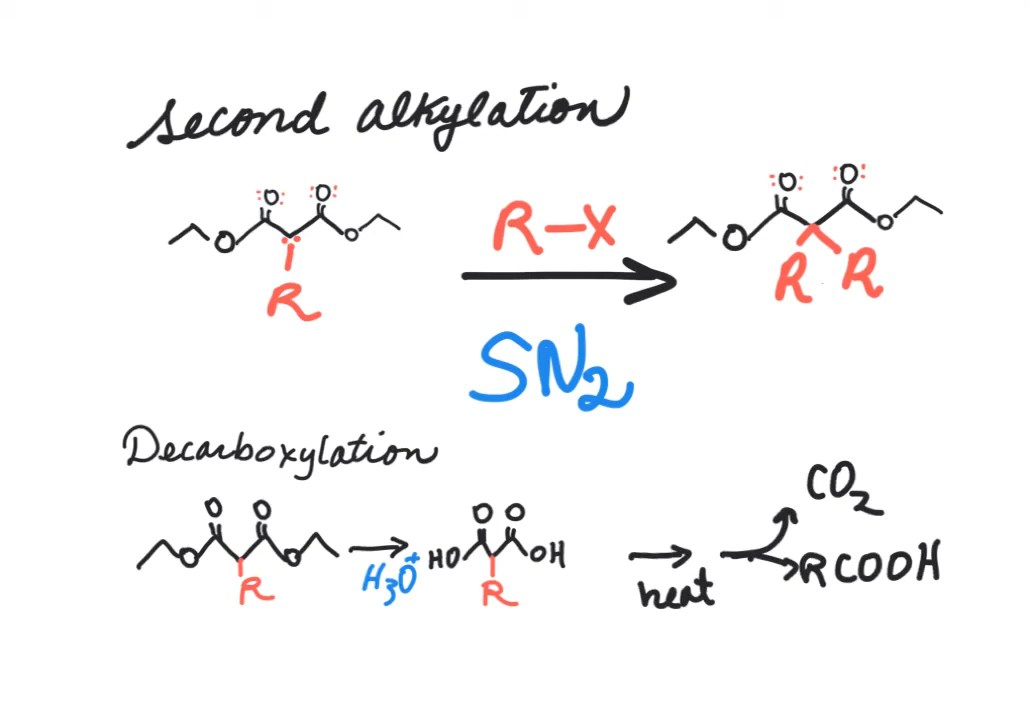 second alkylation
O O R-X O O
O O O O
R R R
SN2
Decarboxylation
CO2
O O O O
O O HO OH RCOOH
R H3O+ R heat